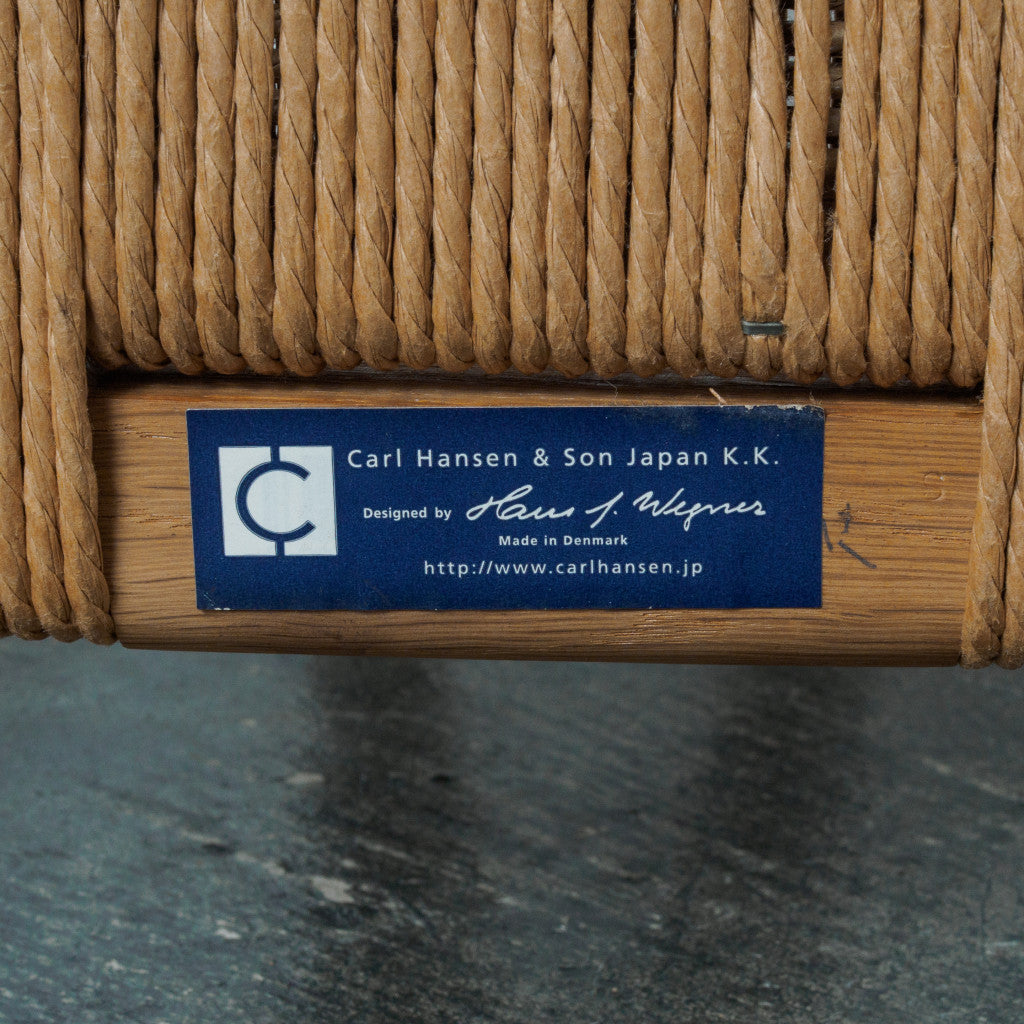 Carl Hansen & Son Japan K.K.
Designed by Hans J. Wegner
Made in Denmark
http://www.carlhansen.jp